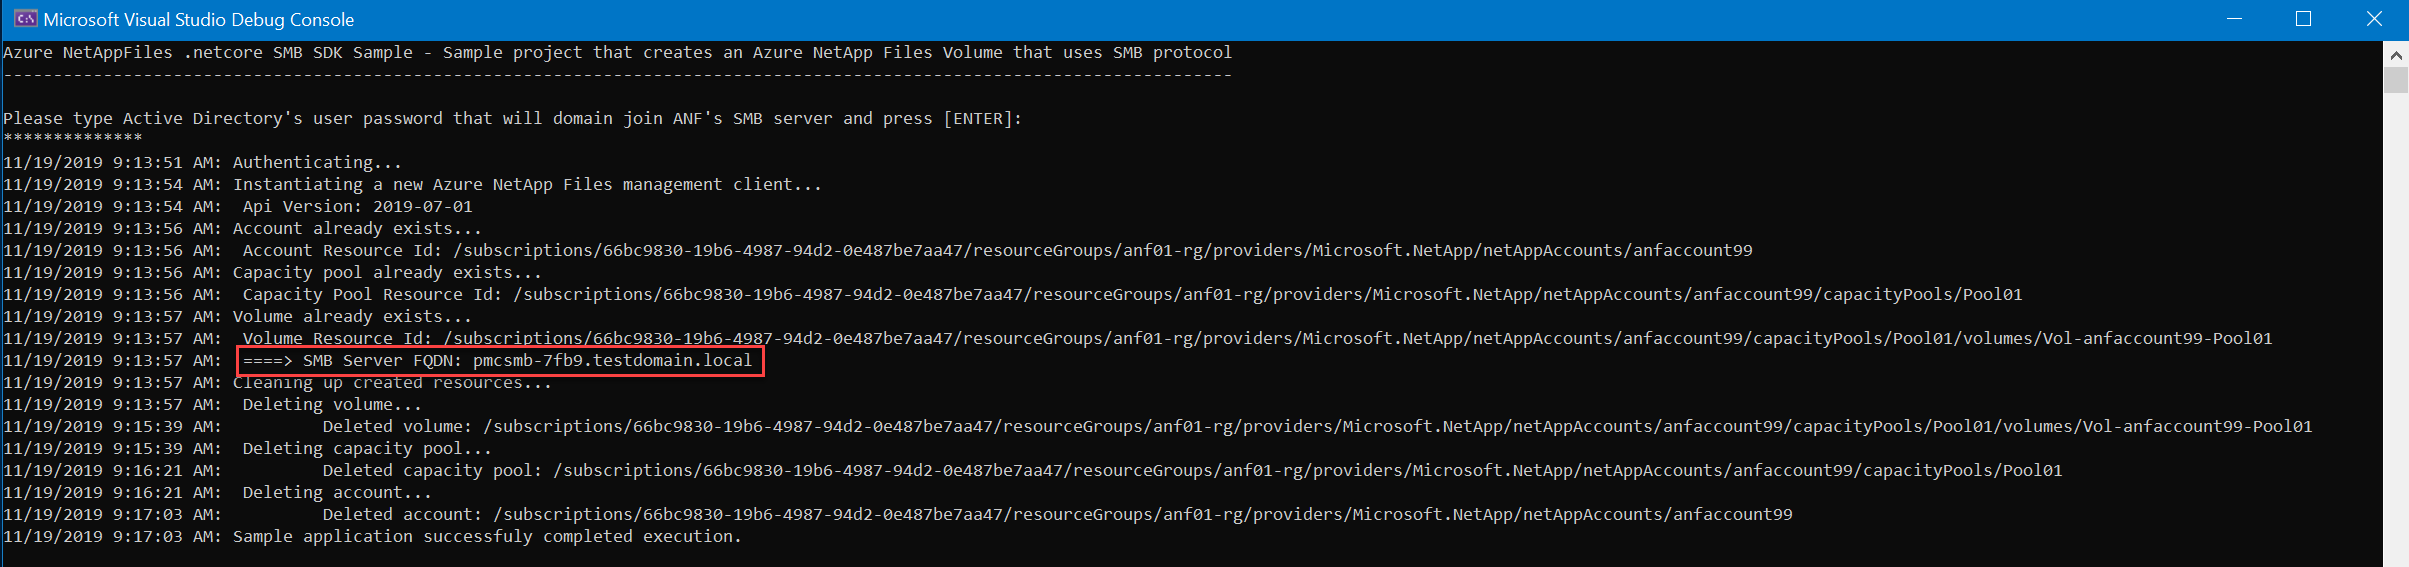 Microsoft Visual Studio Debug Console
Azure NetAppFiles .netcore SMB SDK Sample - Sample project that creates an Azure NetApp Files Volume that uses SMB protocol
---------------------------------------------------------------------------------------------------------------------------
Please type Active Directory's user password that will domain join ANF's SMB server and press [ENTER]:
**************
11/19/2019 9:13:51 AM: Authenticating...
11/19/2019 9:13:54 AM: Instantiating a new Azure NetApp Files management client...
11/19/2019 9:13:54 AM:  Api Version: 2019-07-01
11/19/2019 9:13:56 AM: Account already exists...
11/19/2019 9:13:56 AM:  Account Resource Id: /subscriptions/66bc9830-19b6-4987-94d2-0e487be7aa47/resourceGroups/anf01-rg/providers/Microsoft.NetApp/netAppAccounts/anfaccount99
11/19/2019 9:13:56 AM: Capacity pool already exists...
11/19/2019 9:13:56 AM:  Capacity Pool Resource Id: /subscriptions/66bc9830-19b6-4987-94d2-0e487be7aa47/resourceGroups/anf01-rg/providers/Microsoft.NetApp/netAppAccounts/anfaccount99/capacityPools/Pool01
11/19/2019 9:13:57 AM: Volume already exists...
11/19/2019 9:13:57 AM:  Volume Resource Id: /subscriptions/66bc9830-19b6-4987-94d2-0e487be7aa47/resourceGroups/anf01-rg/providers/Microsoft.NetApp/netAppAccounts/anfaccount99/capacityPools/Pool01/volumes/Vol-anfaccount99-Pool01
11/19/2019 9:13:57 AM:  ====> SMB Server FQDN: pmcsmb-7fb9.testdomain.local
11/19/2019 9:13:57 AM: Cleaning up created resources...
11/19/2019 9:13:57 AM:  Deleting volume...
11/19/2019 9:15:39 AM:          Deleted volume: /subscriptions/66bc9830-19b6-4987-94d2-0e487be7aa47/resourceGroups/anf01-rg/providers/Microsoft.NetApp/netAppAccounts/anfaccount99/capacityPools/Pool01/volumes/Vol-anfaccount99-Pool01
11/19/2019 9:15:39 AM:  Deleting capacity pool...
11/19/2019 9:16:21 AM:          Deleted capacity pool: /subscriptions/66bc9830-19b6-4987-94d2-0e487be7aa47/resourceGroups/anf01-rg/providers/Microsoft.NetApp/netAppAccounts/anfaccount99/capacityPools/Pool01
11/19/2019 9:16:21 AM:  Deleting account...
11/19/2019 9:17:03 AM:          Deleted account: /subscriptions/66bc9830-19b6-4987-94d2-0e487be7aa47/resourceGroups/anf01-rg/providers/Microsoft.NetApp/netAppAccounts/anfaccount99
11/19/2019 9:17:03 AM: Sample application successfuly completed execution.